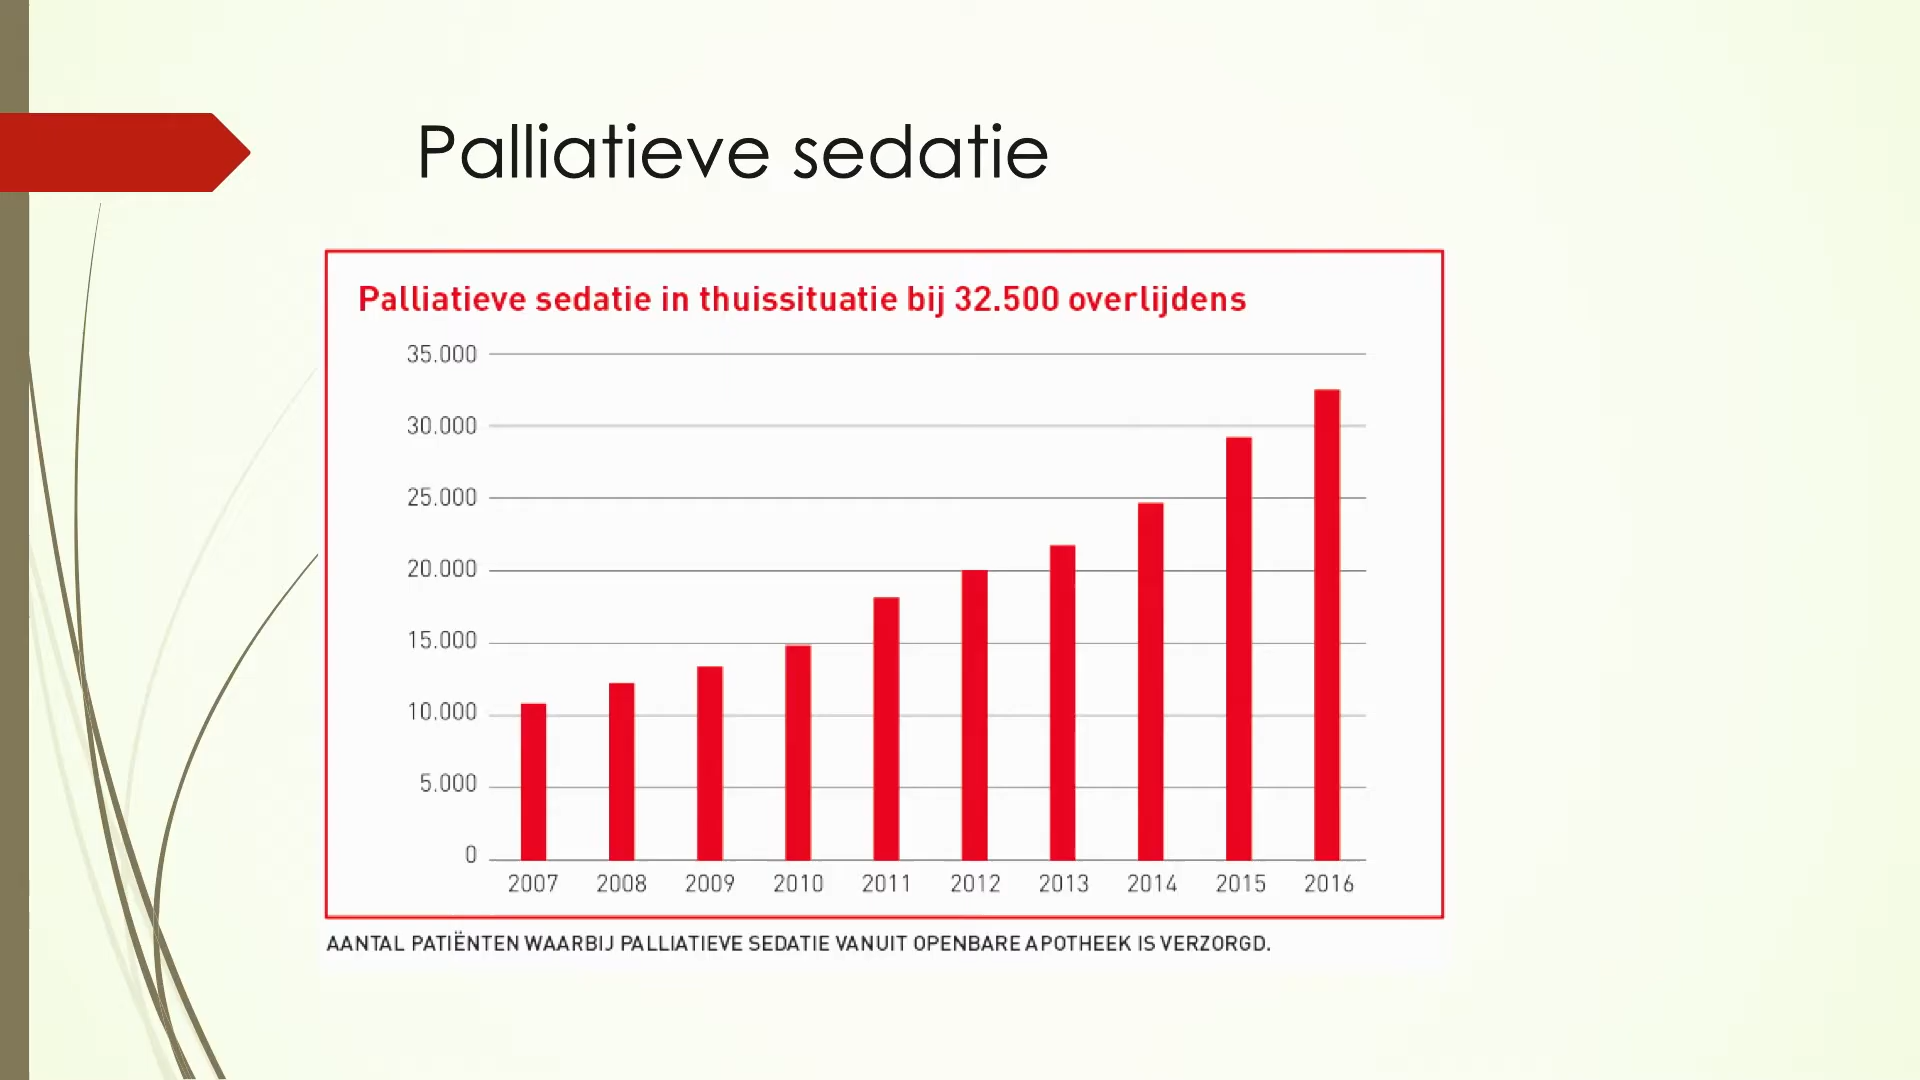 Palliatieve sedatie
Palliatieve sedatie in thuissituatie bij 32.500 overlijdens
35.000
30.000
25.000
20.000
15.000
10.000
5.000
0
2007 2008 2009 2010 2011 2012 2013 2014 2015 2016
AANTAL PATIËNTEN WAARBIJ PALLIATIEVE SEDATIE VANUIT OPENBARE APOTHEEK IS VERZORGD.